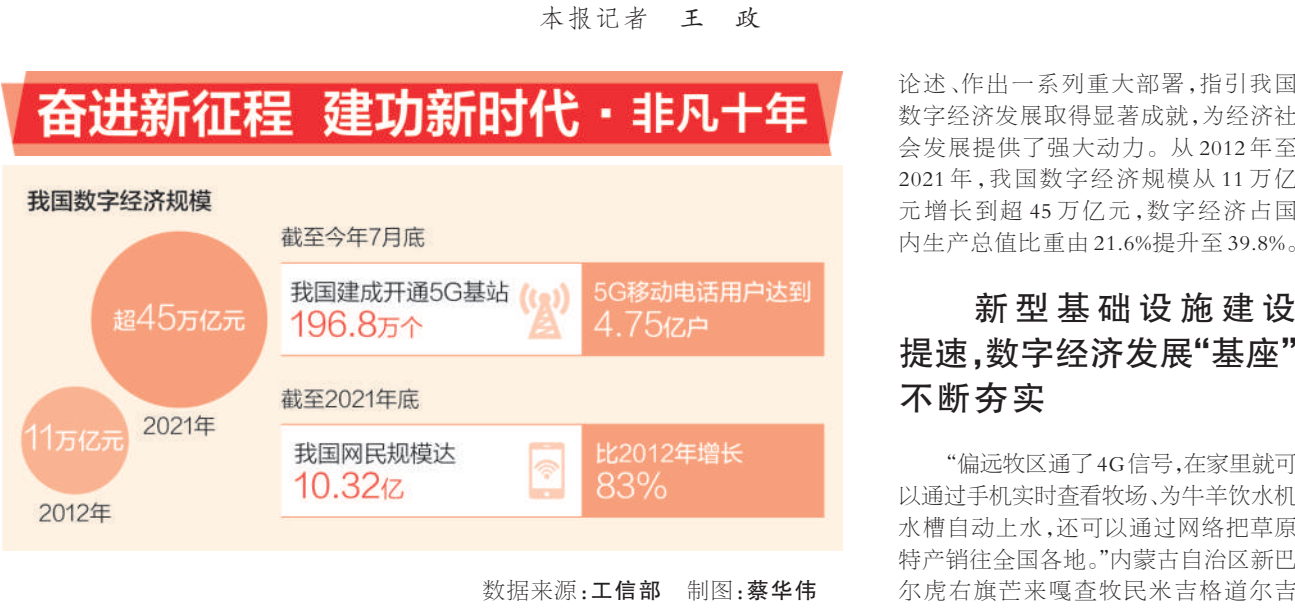 本报记者 王 政
奋进新征程 建功新时代·非凡十年
我国数字经济规模
超45万亿元
2021年
11万亿元
2012年
截至今年7月底
我国建成开通5G基站
196.8万个
5G移动电话用户达到
4.75亿户
截至2021年底
我国网民规模达
10.32亿
比2012年增长
83%
数据来源:工信部 制图:蔡华伟
论述、作出一系列重大部署,指引我国
数字经济发展取得显著成就,为经济社
会发展提供了强大动力。从2012年至
2021年,我国数字经济规模从11万亿
元增长到超45万亿元,数字经济占国
内生产总值比重由21.6%提升至39.8%。
新型基础设施建设
提速,数字经济发展“基座”
不断夯实
“偏远牧区通了4G信号,在家里就可
以通过手机实时查看牧场、为牛羊饮水机
水槽自动上水,还可以通过网络把草原
特产销往全国各地。”内蒙古自治区新巴
尔虎右旗芒来嘎查牧民米吉格道尔吉